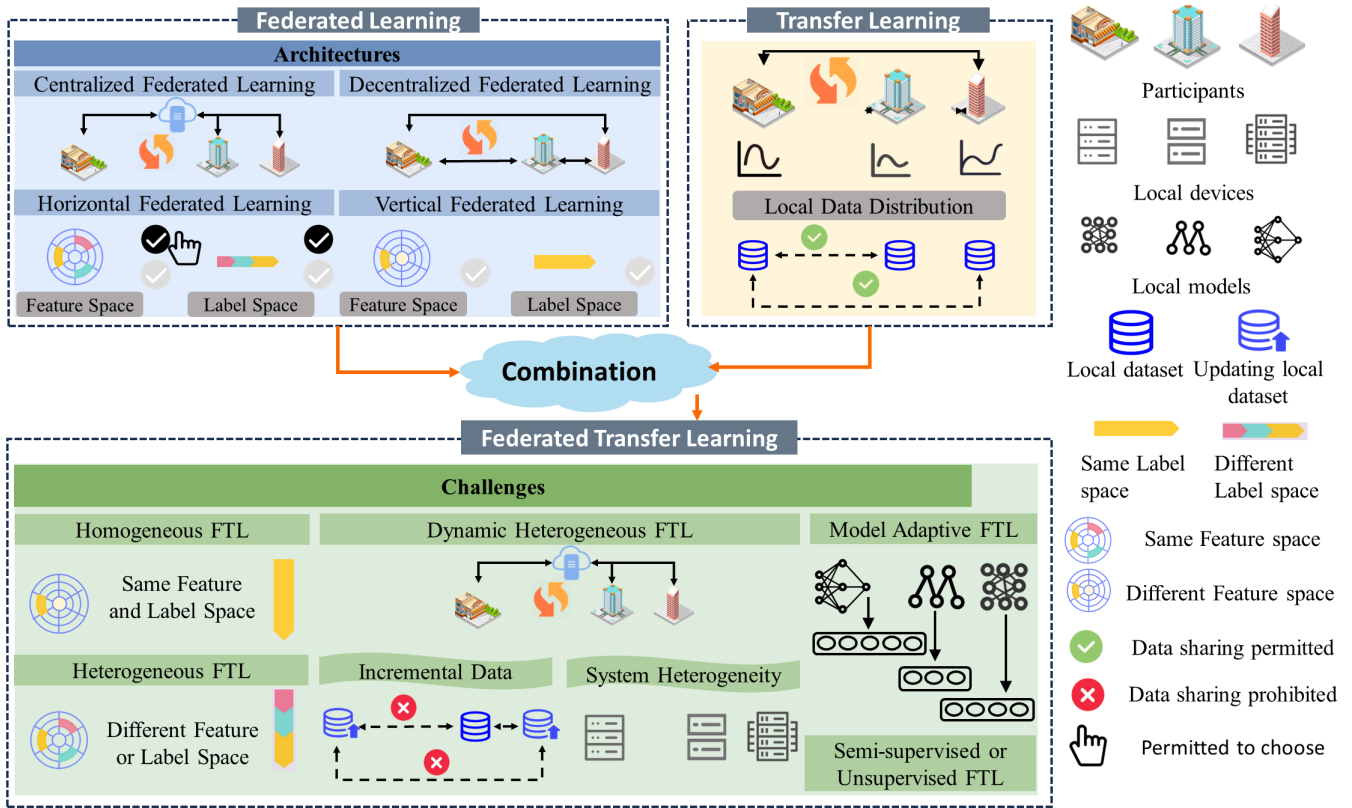 Federated Learning
Architectures
Centralized Federated Learning
Decentralized Federated Learning
Horizontal Federated Learning
Vertical Federated Learning
Feature Space
Label Space
Feature Space
Label Space
Transfer Learning
Local Data Distribution
Combination
Federated Transfer Learning
Challenges
Homogeneous FTL
Same Feature
and Label Space
Heterogeneous FTL
Different Feature
or Label Space
Dynamic Heterogeneous FTL
Incremental Data
System Heterogeneity
Model Adaptive FTL
Semi-supervised or
Unsupervised FTL
Participants
Local devices
Local models
Local dataset
Updating local
dataset
Same Label
space
Different
Label space
Same Feature space
Different Feature space
Data sharing permitted
Data sharing prohibited
Permitted to choose